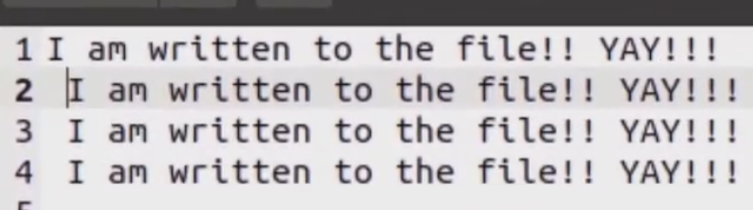 1 I am written to the file!! YAY!!!
2  I am written to the file!! YAY!!!
3  I am written to the file!! YAY!!!
4  I am written to the file!! YAY!!!
5